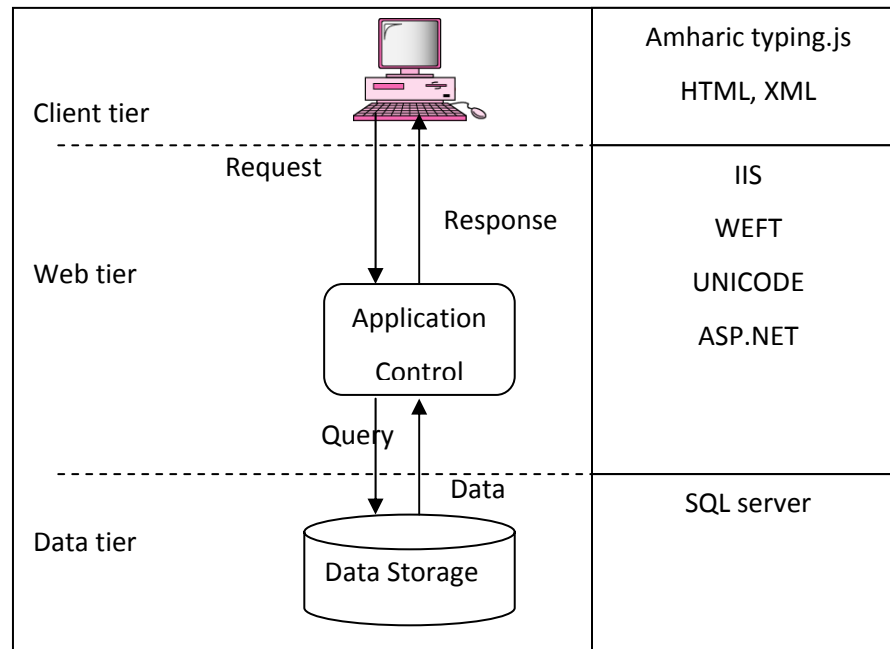 Client tier
Request
Response
Web tier
Application
Control
Query
Data
Data tier
Data Storage
Amharic typing.js
HTML, XML
IIS
WEFT
UNICODE
ASP.NET
SQL server